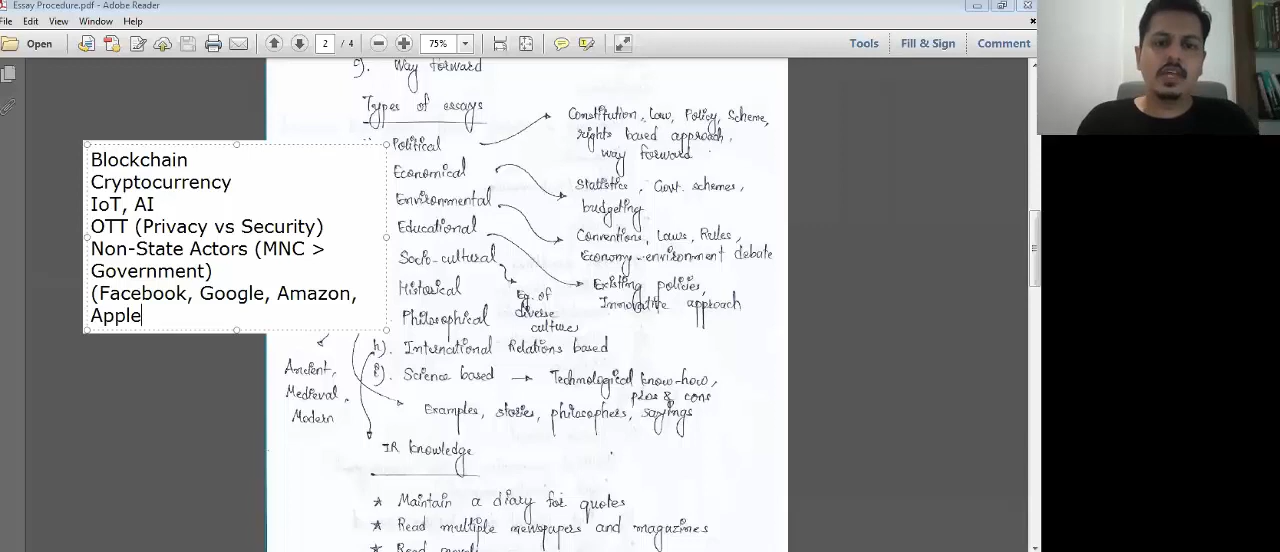 Essay Procedure.pdf - Adobe Reader
File Edit View Window Help
Open
2 / 4
75%
Tools Fill & Sign Comment
5). Way forward
Types of essays
Political
Economical
Environmental
Educational
Socio-cultural
Historical
Philosophical
h). International Relations based
i). Science based → Technological know-how,
pros & cons
Constitution, Law, Policy, Scheme,
rights based approach,
way forward
Statistics, Govt. schemes,
budgeting
Conventions, Laws, Rules,
Economy-environment debate
Existing policies,
Innovative approach
Eg. of
diverse
cultures
Ancient,
Medieval,
Modern
Examples, stories, philosophers, sayings
IR knowledge
* Maintain a diary for quotes
* Read multiple newspapers and magazines
* Read novels
Blockchain
Cryptocurrency
IoT, AI
OTT (Privacy vs Security)
Non-State Actors (MNC >
Government)
(Facebook, Google, Amazon,
Apple